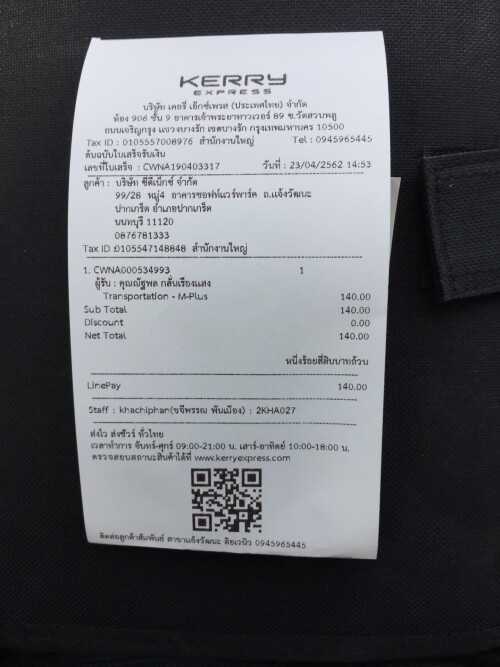 KERRY
EXPRESS
บริษัท เคอรี่ เอ็กซ์เพรส (ประเทศไทย) จำกัด
ห้อง 906 ชั้น 9 อาคารเจ้าพระยาทาวเวอร์ 89 ซ.วัดสวนพลู
ถนนเจริญกรุง แขวงบางรัก เขตบางรัก กรุงเทพมหานคร 10500
Tax ID : 0105557008976 สำนักงานใหญ่ Tel : 0945965445
ต้นฉบับใบเสร็จรับเงิน
เลขที่ใบเสร็จ : CWNA190403317 วันที่ : 23/04/2562 14:53
ลูกค้า : บริษัท ซีดีเน็กซ์ จำกัด
99/28 หมู่4 อาคารซอฟท์แวร์พาร์ค ถ.แจ้งวัฒนะ
ปากเกร็ด อำเภอปากเกร็ด
นนทบุรี 11120
0876781333
Tax ID :0105547148848 สำนักงานใหญ่
1. CWNA000534993 1
ผู้รับ : คุณณัฐพล กลั่นเรืองแสง
Transportation - M-Plus 140.00
Sub Total 140.00
Discount 0.00
Net Total 140.00
หนึ่งร้อยสี่สิบบาทถ้วน
LinePay 140.00
Staff : khachiphan(ขจีพรรณ พันเมือง) : 2KHA027
ส่งไว ส่งชัวร์ ทั่วไทย
เวลาทำการ จันทร์-ศุกร์ 09:00-21:00 น. เสาร์-อาทิตย์ 10:00-18:00 น.
ตรวจสอบสถานะสินค้าได้ที่ www.kerryexpress.com
ติดต่อลูกค้าสัมพันธ์ สาขาแจ้งวัฒนะ ดิอเวนิว 0945965445